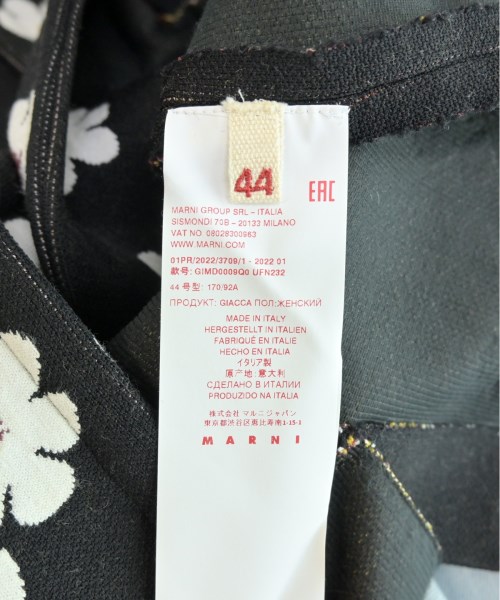 44
EAC
MARNI GROUP SRL - ITALIA
SISMONDI 70B - 20133 MILANO
VAT NO 08028300963
WWW.MARNI.COM
01PR/2022/3709/1 - 2022 01
款号: GIMD0009Q0 UFN232
44 号型: 170/92A
ПРОДУКТ: GIACCA ПОЛ:ЖЕНСКИЙ
MADE IN ITALY
HERGESTELLT IN ITALIEN
FABRIQUÉ EN ITALIE
HECHO EN ITALIA
イタリア製
原产地: 意大利
СДЕЛАНО В ИТАЛИИ
PRODUZIDO NA ITALIA
株式会社 マルニジャパン
東京都渋谷区恵比寿南1-15-1
MARNI